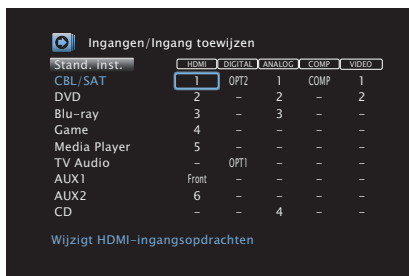 Ingangen/Ingang toewijzen
Stand. inst. HDMI DIGITAL ANALOG COMP VIDEO
CBL/SAT 1 OPT2 1 COMP 1
DVD 2 – 2 – 2
Blu-ray 3 – 3 – –
Game 4 – – – –
Media Player 5 – – – –
TV Audio – OPT1 – – –
AUX1 Front – – – –
AUX2 6 – – – –
CD – – 4 – –
Wijzigt HDMI-ingangsopdrachten